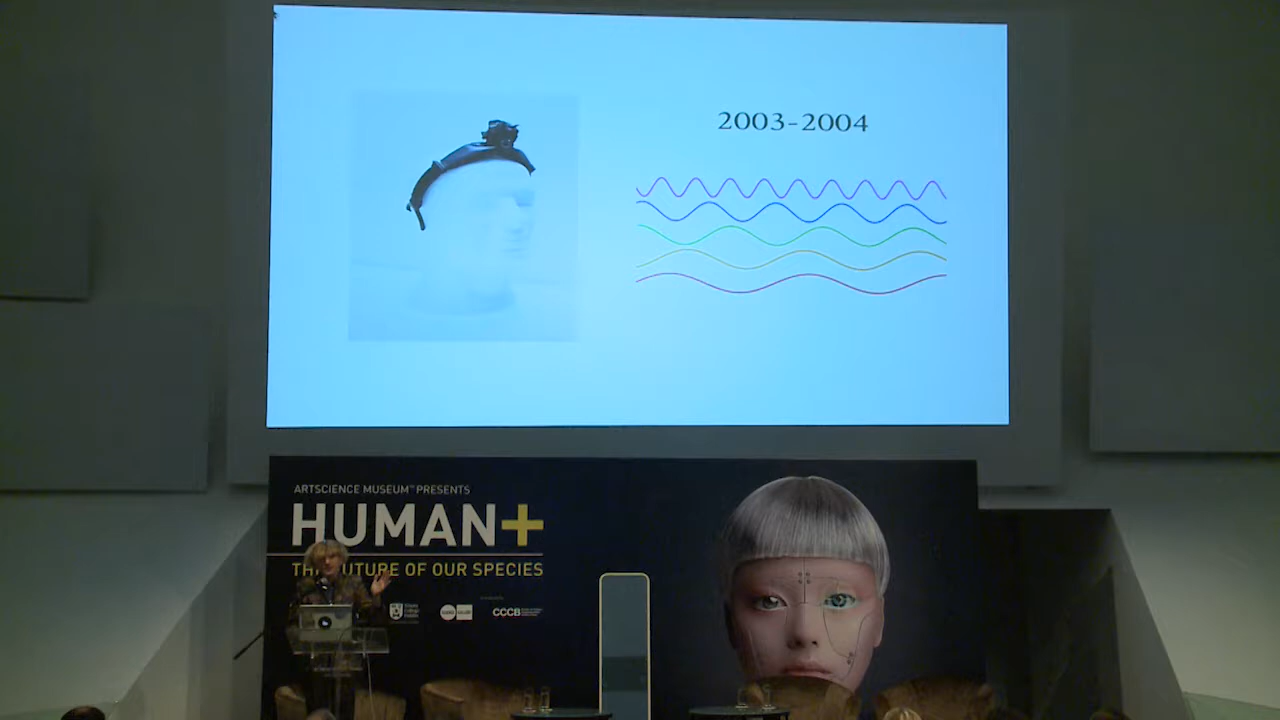 2003-2004
ARTSCIENCE MUSEUM™ PRESENTS
HUMAN+
THE FUTURE OF OUR SPECIES
CCCB